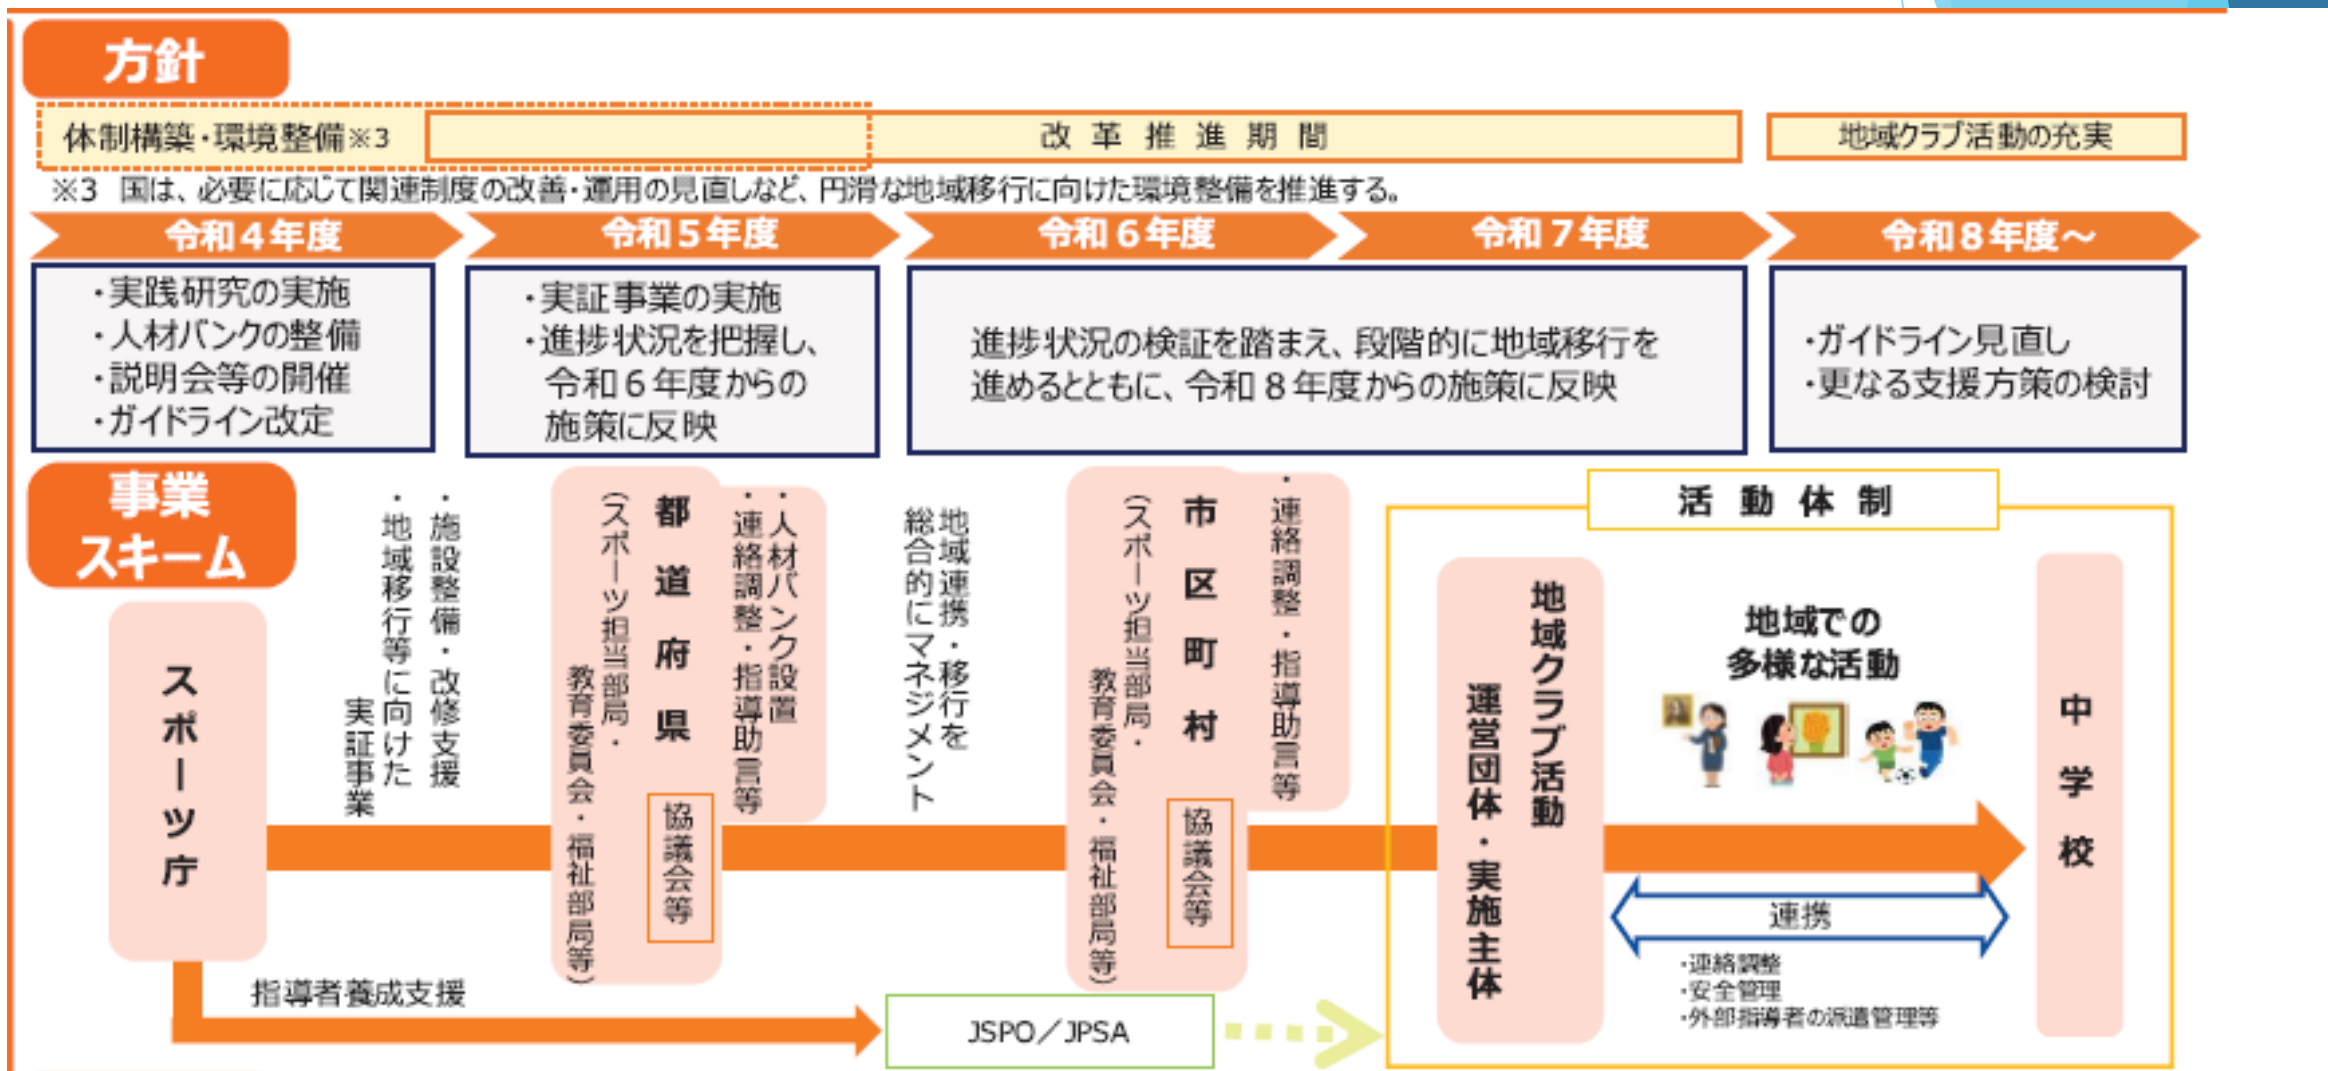 方針
体制構築・環境整備※3
改革推進期間
地域クラブ活動の充実
※3 国は、必要に応じて関連制度の改善・運用の見直しなど、円滑な地域移行に向けた環境整備を推進する。
令和4年度
令和5年度
令和6年度
令和7年度
令和8年度～
・実践研究の実施
・人材バンクの整備
・説明会等の開催
・ガイドライン改定
・実証事業の実施
・進捗状況を把握し、
令和6年度からの
施策に反映
進捗状況の検証を踏まえ、段階的に地域移行を
進めるとともに、令和8年度からの施策に反映
・ガイドライン見直し
・更なる支援方策の検討
事業
スキーム
スポーツ庁
・施設整備・改修支援
・地域移行等に向けた
実証事業
都道府県
（スポーツ担当部局・
教育委員会・福祉部局等）
協議会等
・人材バンク設置
・連絡調整・指導助言等
地域連携・移行を
総合的にマネジメント
市区町村
（スポーツ担当部局・
教育委員会・福祉部局等）
協議会等
・連絡調整・指導助言等
活動体制
地域クラブ活動
運営団体・実施主体
地域での
多様な活動
中学校
連携
・連絡調整
・安全管理
・外部指導者の派遣管理等
指導者養成支援
JSPO／JPSA